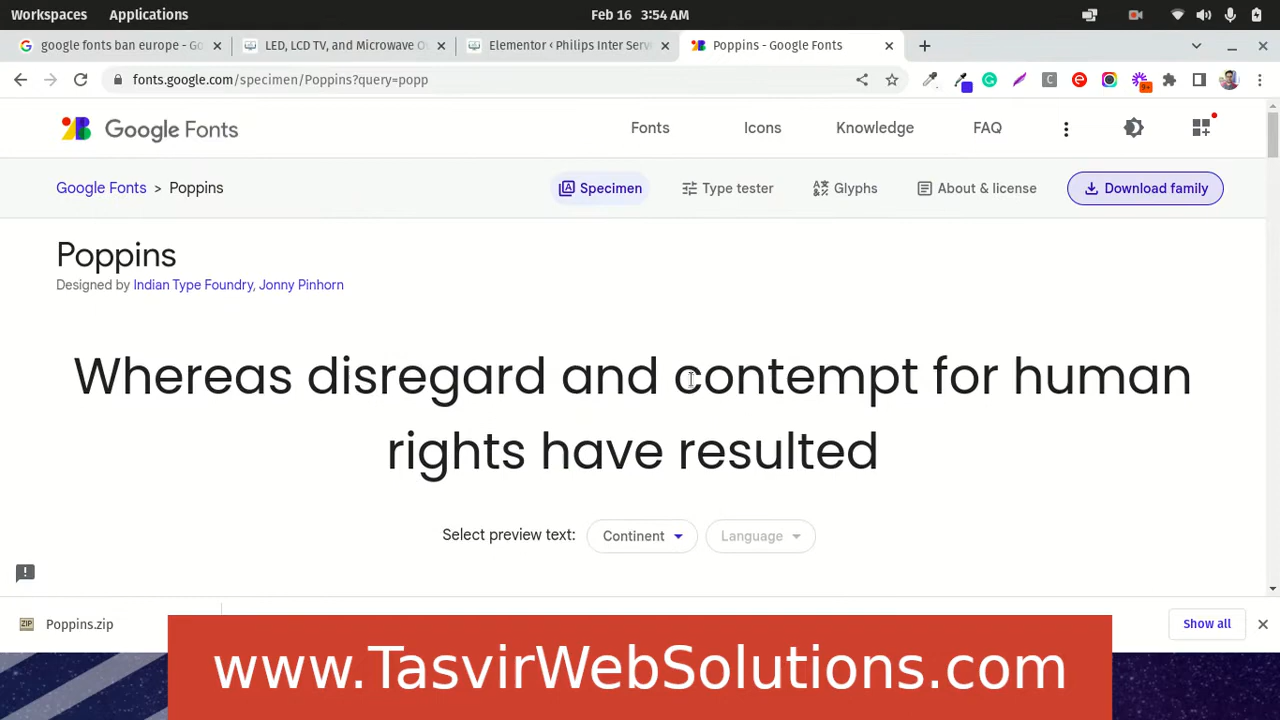 Workspaces Applications Feb 16 3:54 AM
google fonts ban europe - Go LED, LCD TV, and Microwave O Elementor ‹ Philips Inter Serv Poppins - Google Fonts
fonts.google.com/specimen/Poppins?query=popp
C
9+
Google Fonts Fonts Icons Knowledge FAQ
Google Fonts > Poppins Specimen Type tester Glyphs About & license Download family
Poppins
Designed by Indian Type Foundry, Jonny Pinhorn
Whereas disregard and contempt for human
rights have resulted
Select preview text: Continent Language
ZIP Poppins.zip Show all
www.TasvirWebSolutions.com